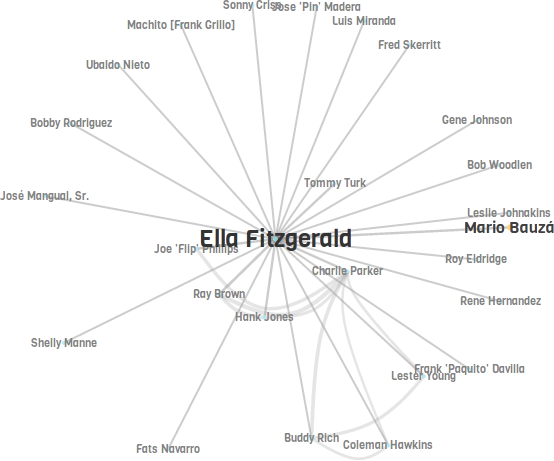 Sonny Criss
Jose 'Pin' Madera
Machito [Frank Grillo]
Luis Miranda
Fred Skerritt
Ubaldo Nieto
Bobby Rodriguez
Gene Johnson
Bob Woodlen
Tommy Turk
José Mangual, Sr.
Leslie Johnakins
Mario Bauzá
Ella Fitzgerald
Joe 'Flip' Phillips
Roy Eldridge
Charlie Parker
Ray Brown
René Hernandez
Hank Jones
Shelly Manne
Frank 'Paquito' Davilla
Lester Young
Buddy Rich
Coleman Hawkins
Fats Navarro